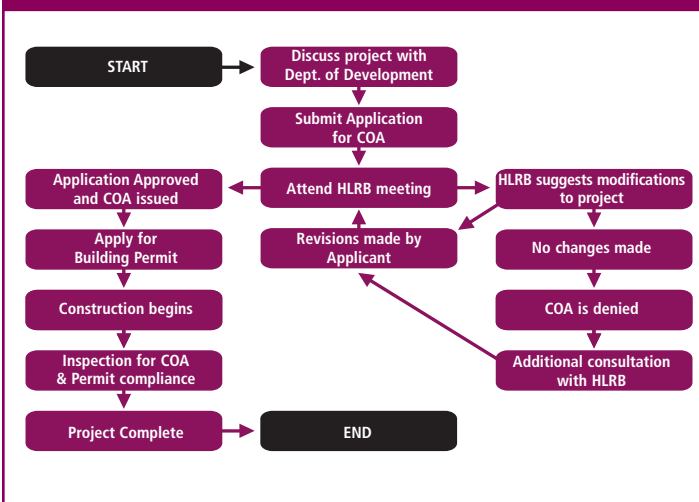 START
Discuss project with
Dept. of Development
Submit Application
for COA
Application Approved
and COA issued
Attend HLRB meeting
HLRB suggests modifications
to project
Apply for
Building Permit
Revisions made by
Applicant
No changes made
Construction begins
COA is denied
Inspection for COA
& Permit compliance
Additional consultation
with HLRB
Project Complete
END